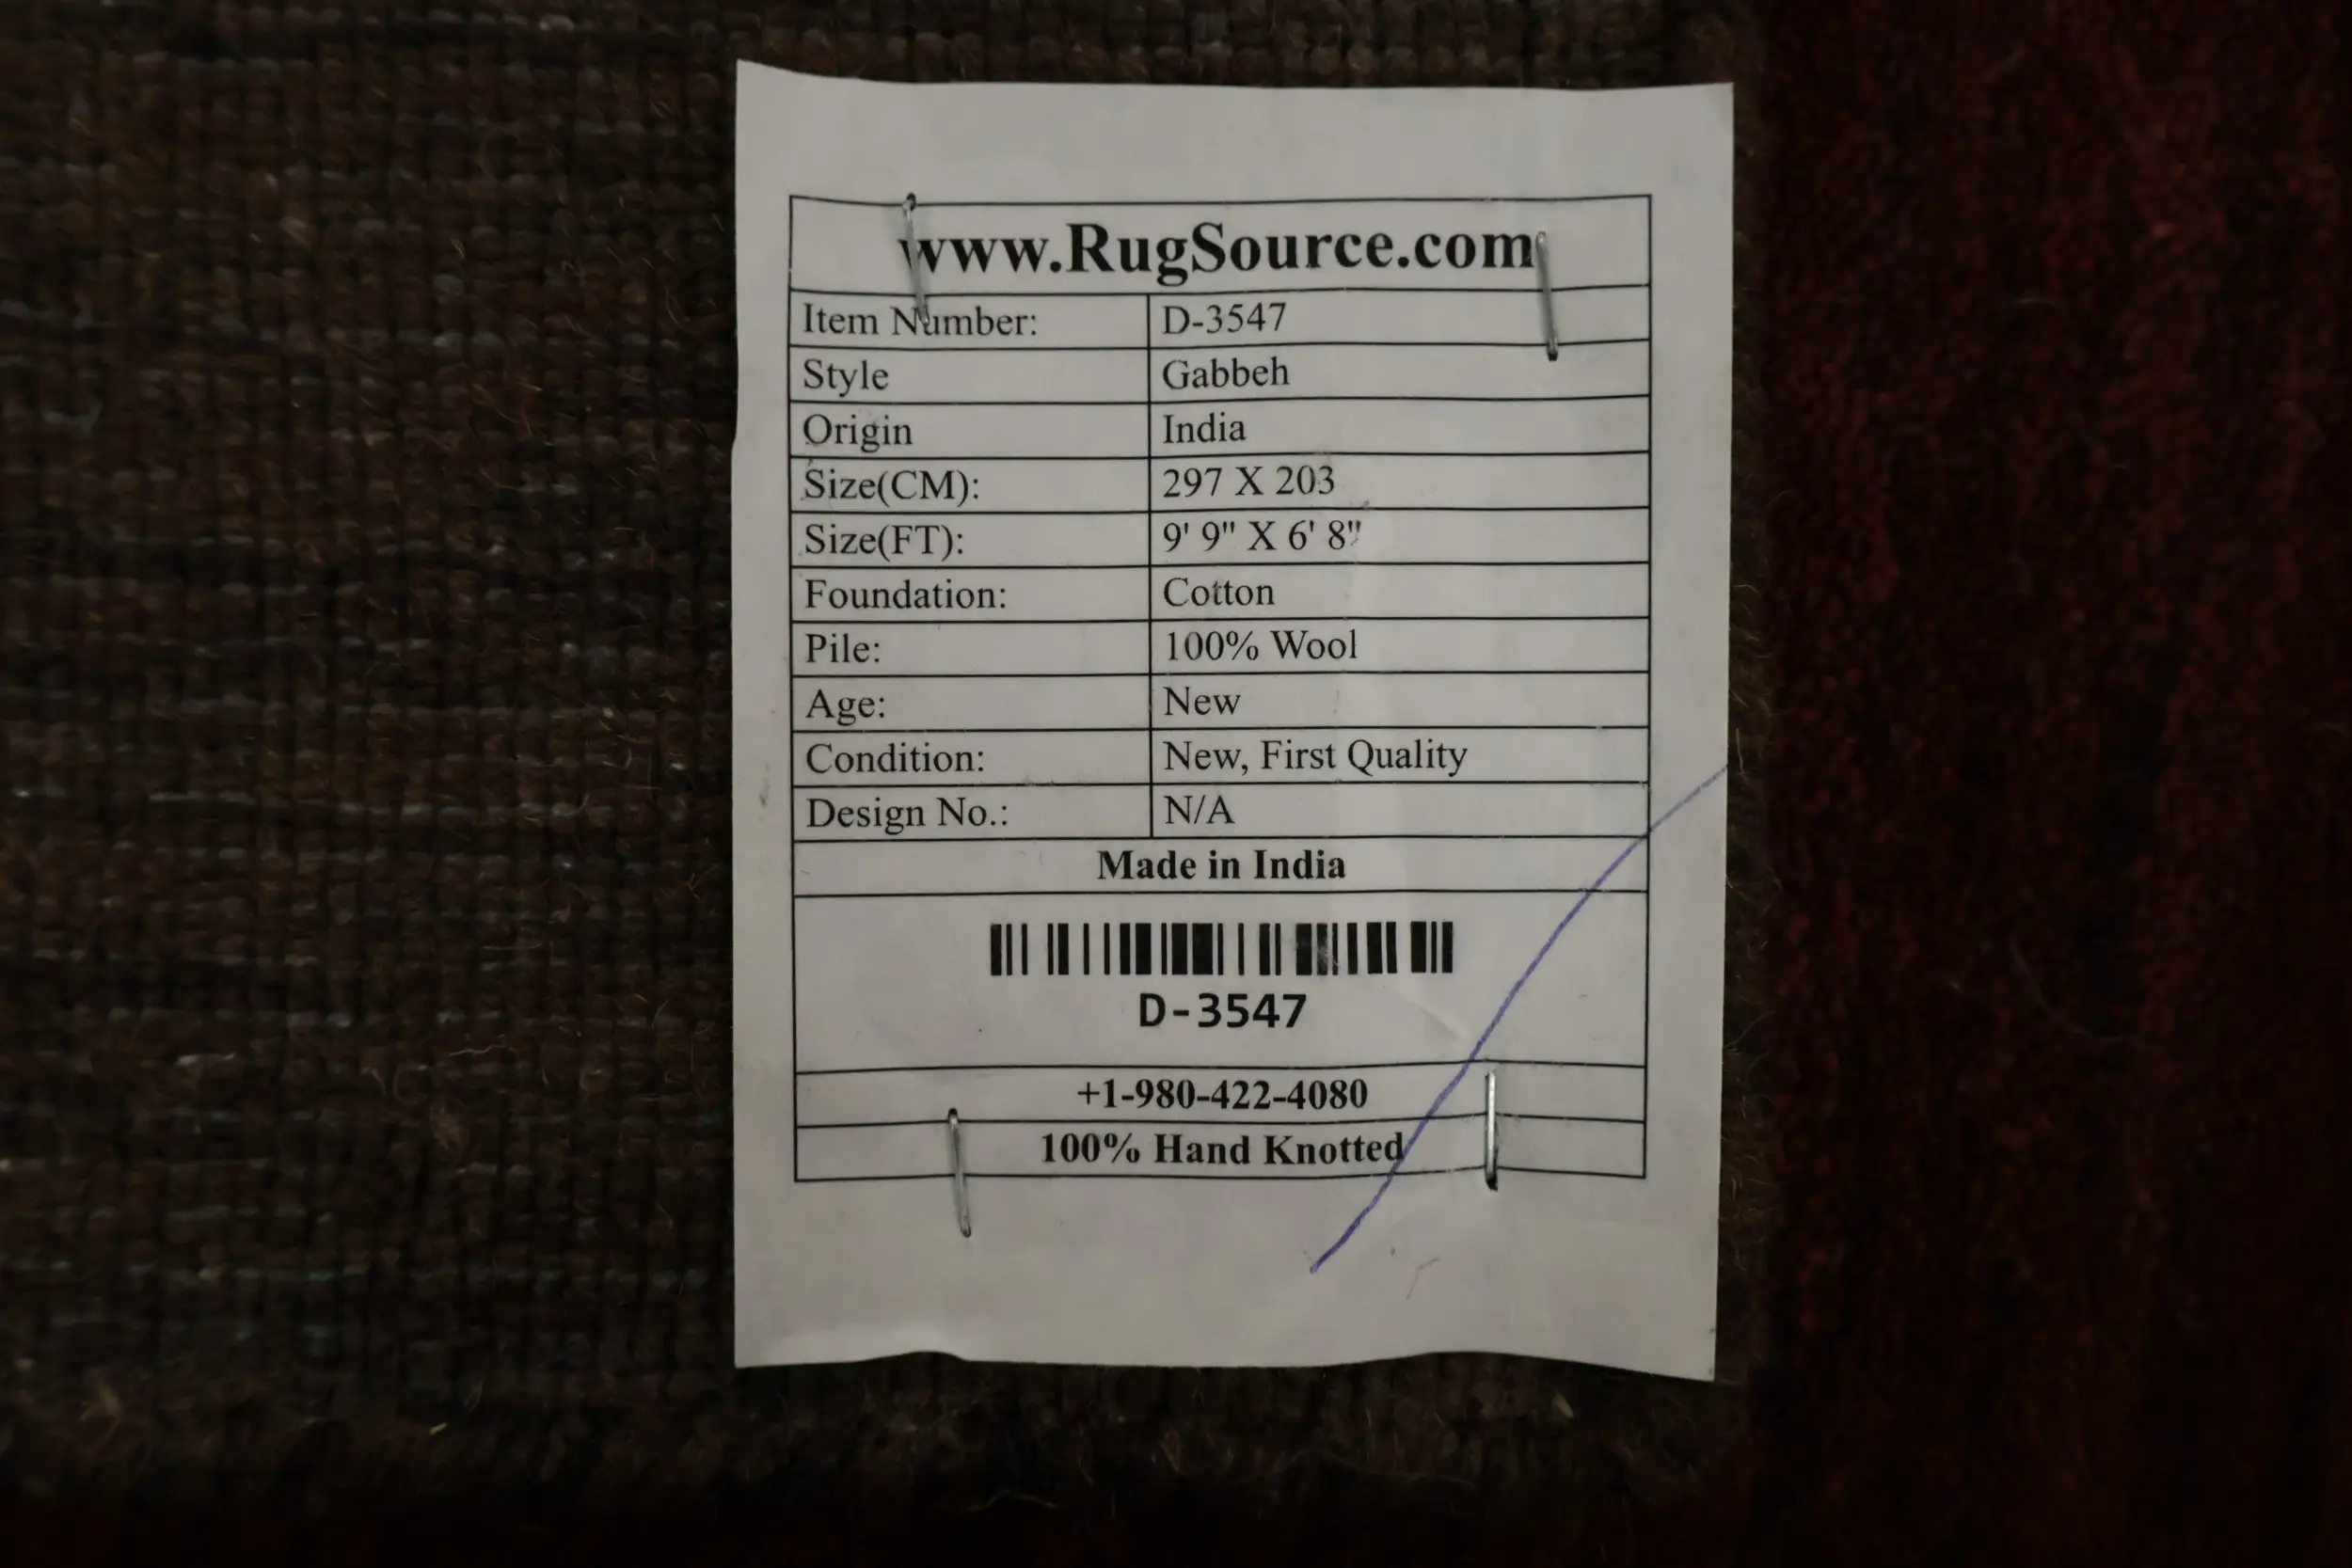 www.RugSource.com
Item Number: D-3547
Style Gabbeh
Origin India
Size(CM): 297 X 203
Size(FT): 9' 9" X 6' 8"
Foundation: Cotton
Pile: 100% Wool
Age: New
Condition: New, First Quality
Design No.: N/A
Made in India
D-3547
+1-980-422-4080
100% Hand Knotted